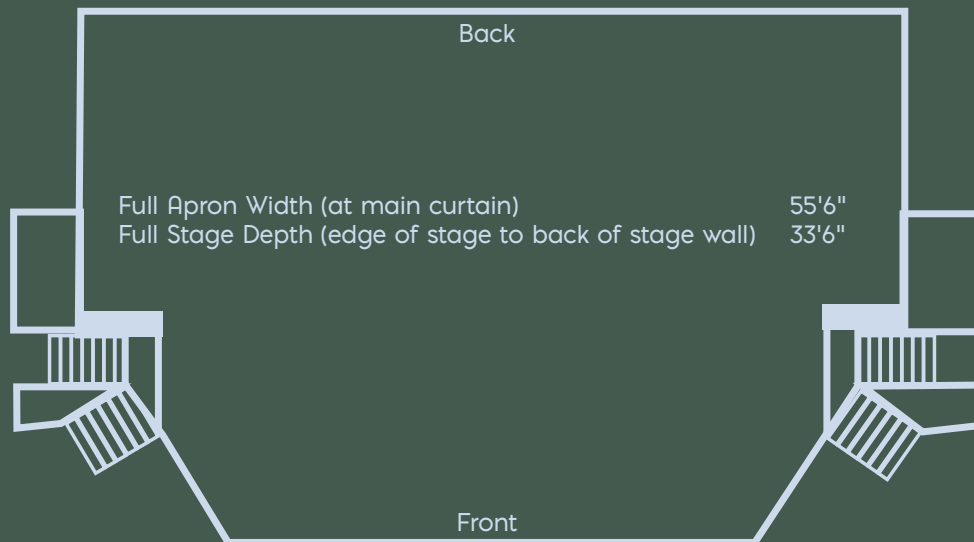 Back
Full Apron Width (at main curtain) 55'6"
Full Stage Depth (edge of stage to back of stage wall) 33'6"
Front